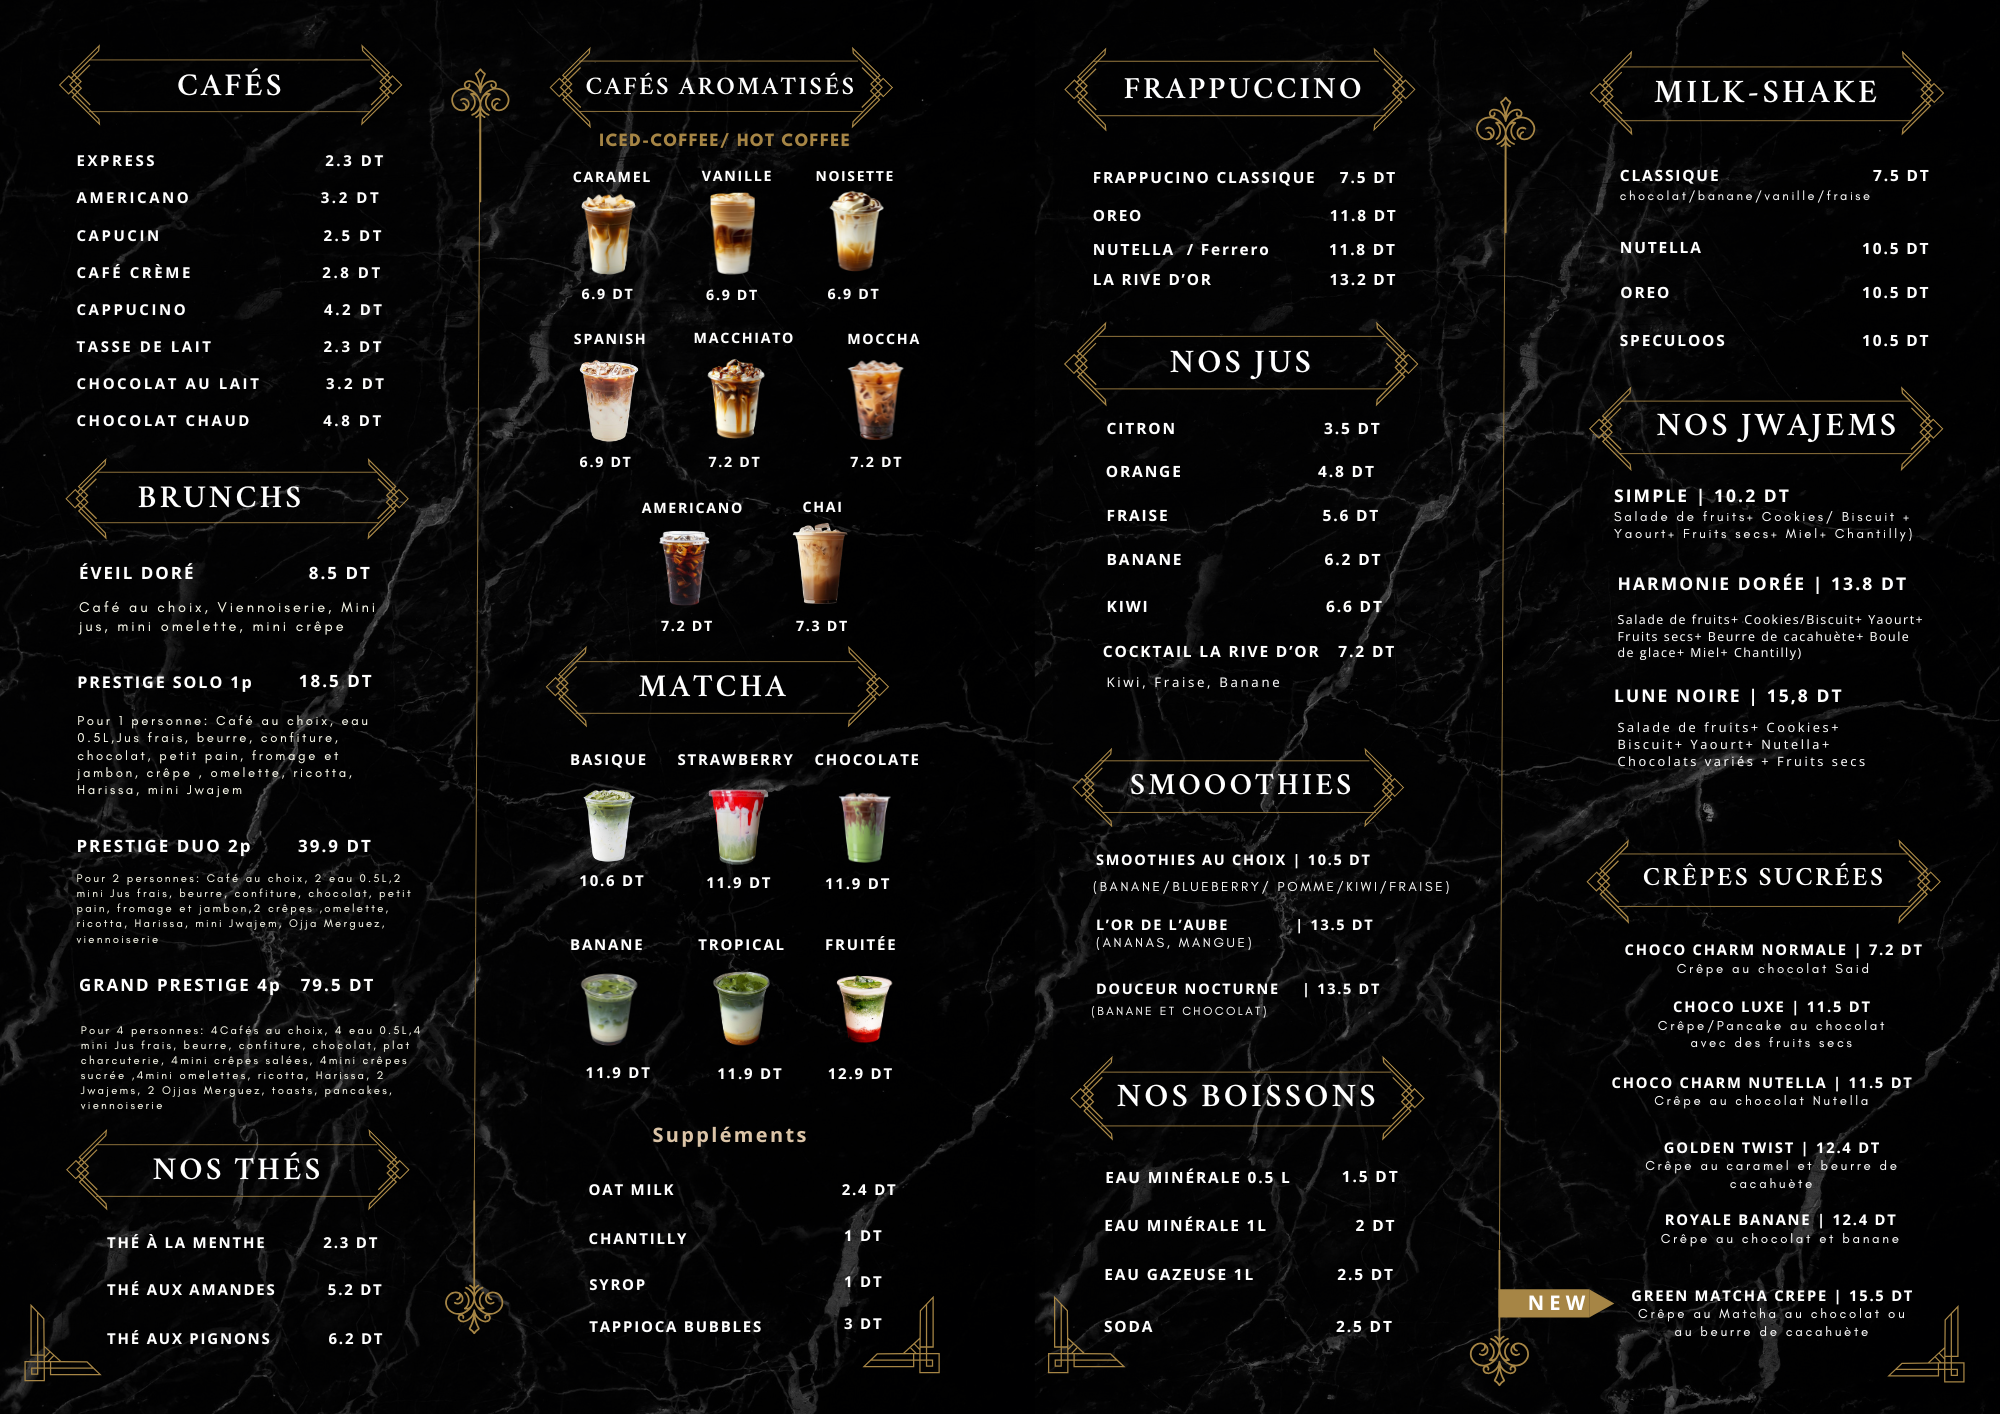 CAFÉS
EXPRESS 2.3 DT
AMERICANO 3.2 DT
CAPUCIN 2.5 DT
CAFÉ CRÈME 2.8 DT
CAPPUCINO 4.2 DT
TASSE DE LAIT 2.3 DT
CHOCOLAT AU LAIT 3.2 DT
CHOCOLAT CHAUD 4.8 DT
BRUNCHS
ÉVEIL DORÉ 8.5 DT
Café au choix, Viennoiserie, Mini
jus, mini omelette, mini crêpe
PRESTIGE SOLO 1p 18.5 DT
Pour 1 personne: Café au choix, eau
0.5L,Jus frais, beurre, confiture,
chocolat, petit pain, fromage et
jambon, crêpe , omelette, ricotta,
Harissa, mini Jwajem
PRESTIGE DUO 2p 39.9 DT
Pour 2 personnes: Café au choix, 2 eau 0.5L,2
mini Jus frais, beurre, confiture, chocolat, petit
pain, fromage et jambon,2 crêpes ,omelette,
ricotta, Harissa, mini Jwajem, Ojja Merguez,
viennoiserie
GRAND PRESTIGE 4p 79.5 DT
Pour 4 personnes: 4Cafés au choix, 4 eau 0.5L,4
mini Jus frais, beurre, confiture, chocolat, plat
charcuterie, 4mini crêpes salées, 4mini crêpes
sucrée ,4mini omelettes, ricotta, Harissa, 2
Jwajems, 2 Ojjas Merguez, toasts, pancakes,
viennoiserie
NOS THÉS
THÉ À LA MENTHE 2.3 DT
THÉ AUX AMANDES 5.2 DT
THÉ AUX PIGNONS 6.2 DT
CAFÉS AROMATISÉS
ICED-COFFEE/ HOT COFFEE
CARAMEL VANILLE NOISETTE
6.9 DT 6.9 DT 6.9 DT
SPANISH MACCHIATO MOCCHA
6.9 DT 7.2 DT 7.2 DT
AMERICANO CHAI
7.2 DT 7.3 DT
MATCHA
BASIQUE STRAWBERRY CHOCOLATE
10.6 DT 11.9 DT 11.9 DT
BANANE TROPICAL FRUITÉE
11.9 DT 11.9 DT 12.9 DT
Suppléments
OAT MILK 2.4 DT
CHANTILLY 1 DT
SYROP 1 DT
TAPPIOCA BUBBLES 3 DT
FRAPPUCCINO
FRAPPUCINO CLASSIQUE 7.5 DT
OREO 11.8 DT
NUTELLA / Ferrero 11.8 DT
LA RIVE D'OR 13.2 DT
NOS JUS
CITRON 3.5 DT
ORANGE 4.8 DT
FRAISE 5.6 DT
BANANE 6.2 DT
KIWI 6.6 DT
COCKTAIL LA RIVE D'OR 7.2 DT
Kiwi, Fraise, Banane
SMOOOTHIES
SMOOTHIES AU CHOIX | 10.5 DT
(BANANE/BLUEBERRY/ POMME/KIWI/FRAISE)
L'OR DE L'AUBE | 13.5 DT
(ANANAS, MANGUE)
DOUCEUR NOCTURNE | 13.5 DT
(BANANE ET CHOCOLAT)
NOS BOISSONS
EAU MINÉRALE 0.5 L 1.5 DT
EAU MINÉRALE 1L 2 DT
EAU GAZEUSE 1L 2.5 DT
SODA 2.5 DT
MILK-SHAKE
CLASSIQUE 7.5 DT
chocolat/banane/vanille/fraise
NUTELLA 10.5 DT
OREO 10.5 DT
SPECULOOS 10.5 DT
NOS JWAJEMS
SIMPLE | 10.2 DT
Salade de fruits+ Cookies/ Biscuit +
Yaourt+ Fruits secs+ Miel+ Chantilly)
HARMONIE DORÉE | 13.8 DT
Salade de fruits+ Cookies/Biscuit+ Yaourt+
Fruits secs+ Beurre de cacahuète+ Boule
de glace+ Miel+ Chantilly)
LUNE NOIRE | 15,8 DT
Salade de fruits+ Cookies+
Biscuit+ Yaourt+ Nutella+
Chocolats variés + Fruits secs
CRÊPES SUCRÉES
CHOCO CHARM NORMALE | 7.2 DT
Crêpe au chocolat Said
CHOCO LUXE | 11.5 DT
Crêpe/Pancake au chocolat
avec des fruits secs
CHOCO CHARM NUTELLA | 11.5 DT
Crêpe au chocolat Nutella
GOLDEN TWIST | 12.4 DT
Crêpe au caramel et beurre de
cacahuète
ROYALE BANANE | 12.4 DT
Crêpe au chocolat et banane
NEW
GREEN MATCHA CREPE | 15.5 DT
Crêpe au Matcha au chocolat ou
au beurre de cacahuète